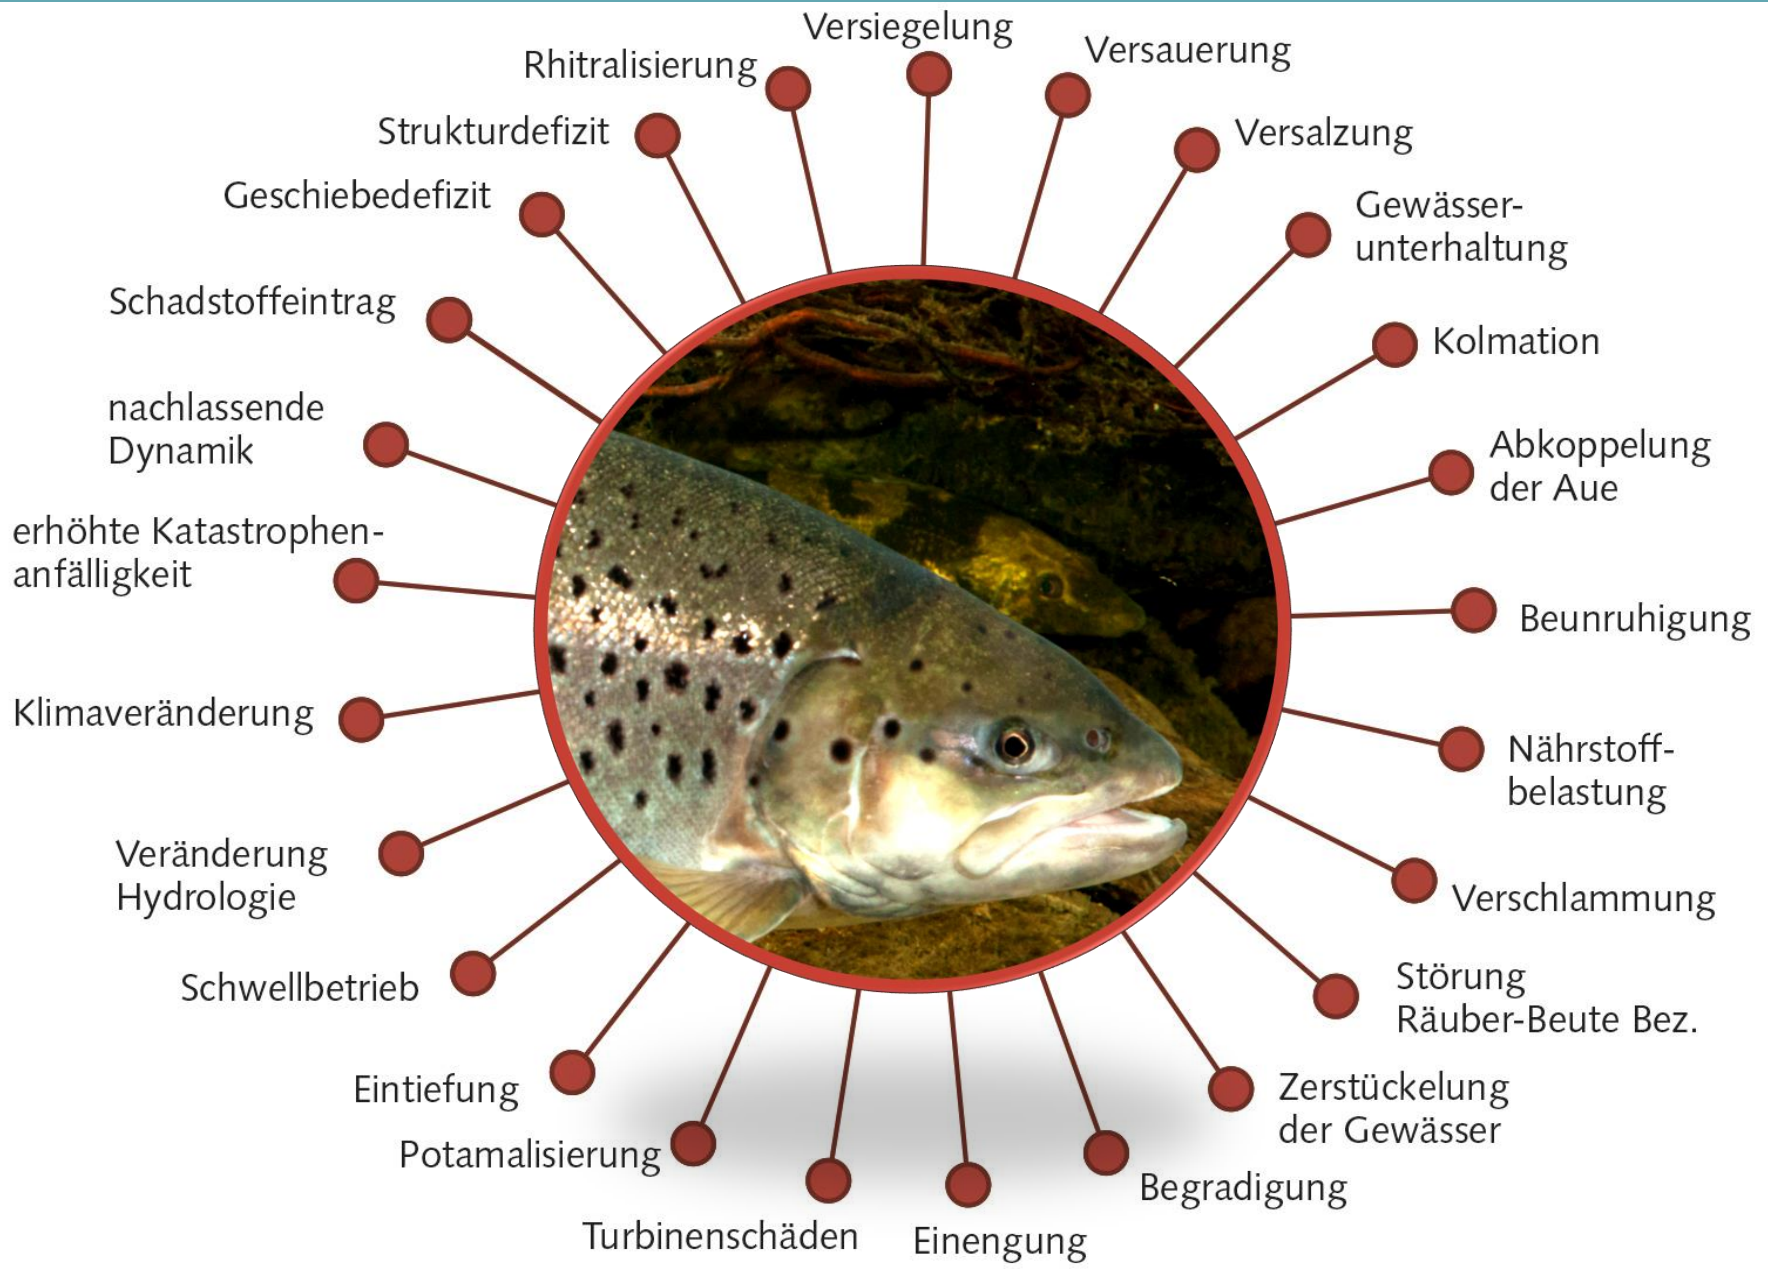 Versiegelung
Versauerung
Versalzung
Gewässer-
unterhaltung
Kolmation
Abkoppelung
der Aue
Beunruhigung
Nährstoff-
belastung
Verschlammung
Störung
Räuber-Beute Bez.
Zerstückelung
der Gewässer
Begradigung
Einengung
Turbinenschäden
Potamalisierung
Eintiefung
Schwellbetrieb
Veränderung
Hydrologie
Klimaveränderung
erhöhte Katastrophen-
anfälligkeit
nachlassende
Dynamik
Schadstoffeintrag
Geschiebedefizit
Strukturdefizit
Rhitralisierung